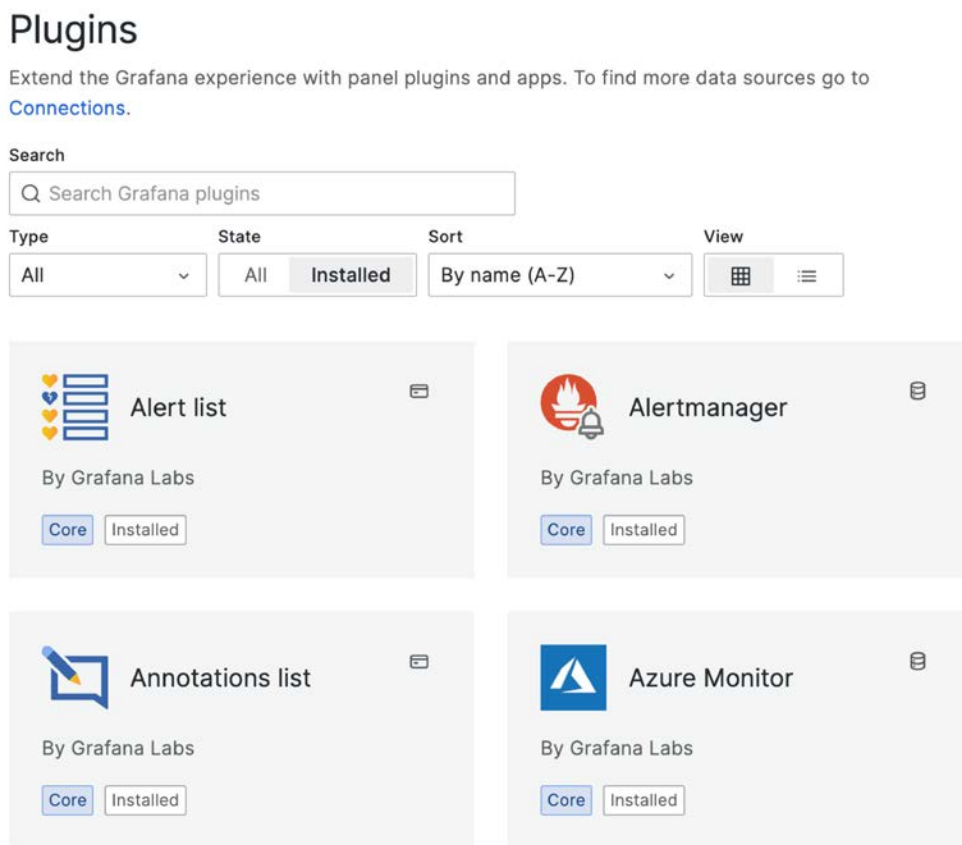 Plugins
Extend the Grafana experience with panel plugins and apps. To find more data sources go to
Connections.
Search
Search Grafana plugins
Type State Sort View
All All Installed By name (A-Z)
Alert list Alertmanager
By Grafana Labs By Grafana Labs
Core Installed Core Installed
Annotations list Azure Monitor
By Grafana Labs By Grafana Labs
Core Installed Core Installed